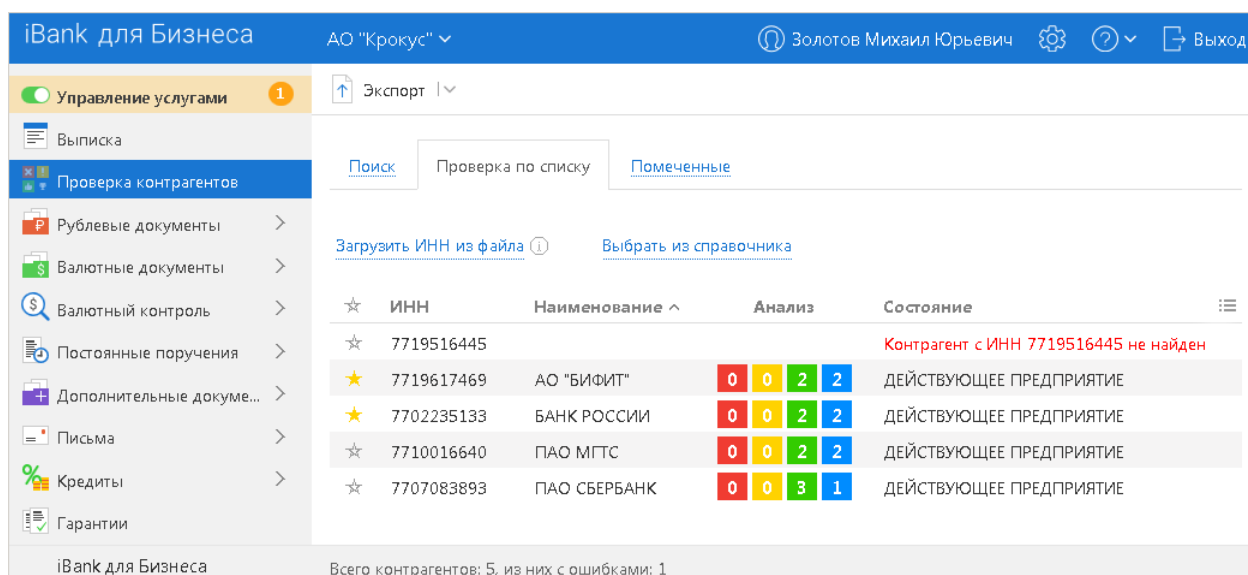 iBank для Бизнеса
АО "Крокус"
Золотов Михаил Юрьевич
Выход
Управление услугами 1
Выписка
Проверка контрагентов
Рублевые документы
Валютные документы
Валютный контроль
Постоянные поручения
Дополнительные докуме...
Письма
Кредиты
Гарантии
iBank для Бизнеса
Экспорт
Поиск Проверка по списку Помеченные
Загрузить ИНН из файла Выбрать из справочника
ИНН Наименование Анализ Состояние
7719516445 Контрагент с ИНН 7719516445 не найден
7719617469 АО "БИФИТ" 0 0 2 2 ДЕЙСТВУЮЩЕЕ ПРЕДПРИЯТИЕ
7702235133 БАНК РОССИИ 0 0 2 2 ДЕЙСТВУЮЩЕЕ ПРЕДПРИЯТИЕ
7710016640 ПАО МГТС 0 0 2 2 ДЕЙСТВУЮЩЕЕ ПРЕДПРИЯТИЕ
7707083893 ПАО СБЕРБАНК 0 0 3 1 ДЕЙСТВУЮЩЕЕ ПРЕДПРИЯТИЕ
Всего контрагентов: 5, из них с ошибками: 1